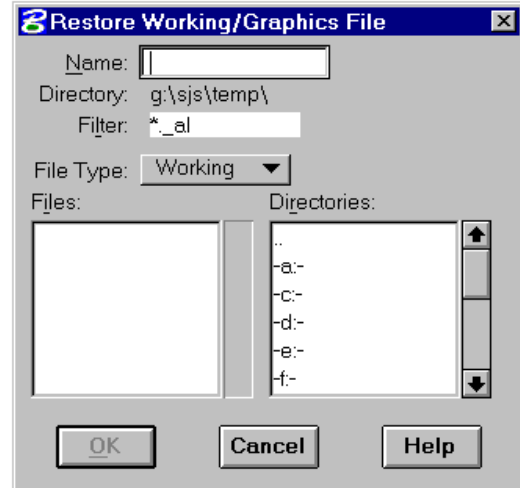 Restore Working/Graphics File
Name:
Directory: g:\sjs\temp\
Filter: *._al
File Type: Working
Files: Directories:
..
-a:-
-c:-
-d:-
-e:-
-f:-
OK Cancel Help